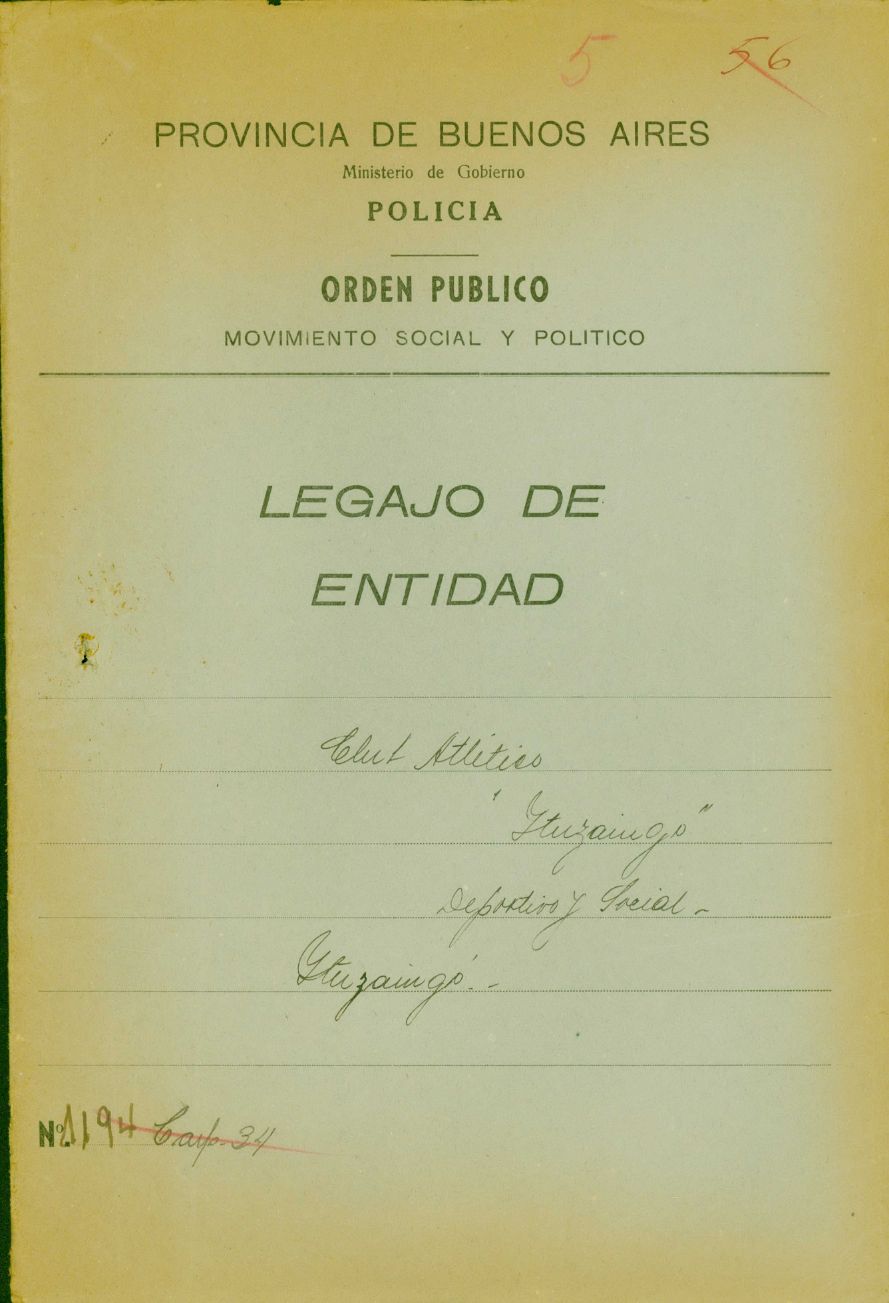 5
56
PROVINCIA DE BUENOS AIRES
Ministerio de Gobierno
POLICIA
ORDEN PUBLICO
MOVIMIENTO SOCIAL Y POLITICO
LEGAJO DE
ENTIDAD
Club Atlético
"Ituzaingó"
Deportivo y Social -
Ituzaingó. -
Nº 1194 Carp. 34